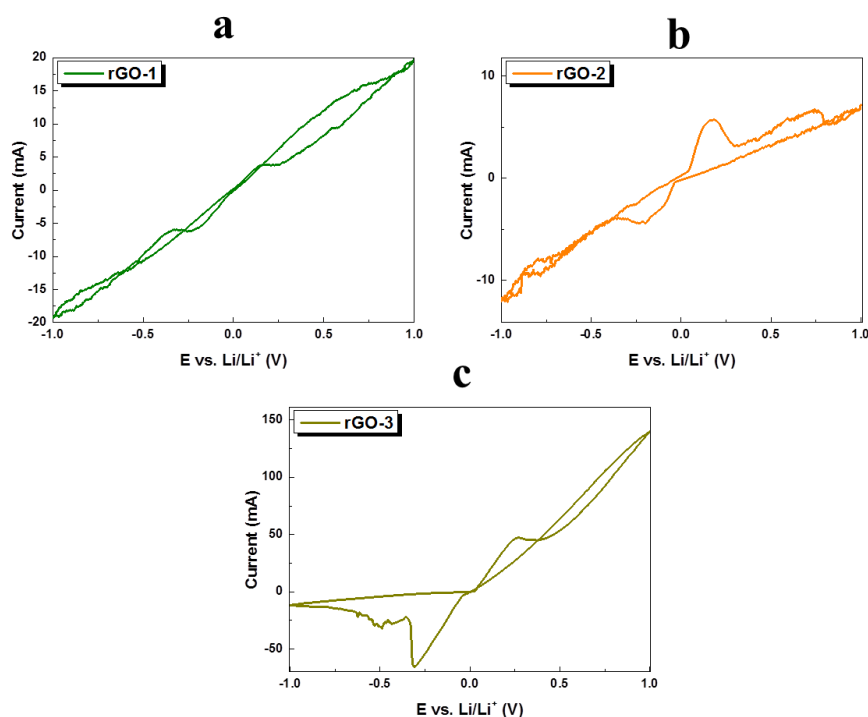 a
20
15
10
5
0
-5
-10
-15
-20
Current (mA)
rGO-1
-1.0 -0.5 0.0 0.5 1.0
E vs. Li/Li⁺ (V)
b
10
0
-10
Current (mA)
rGO-2
-1.0 -0.5 0.0 0.5 1.0
E vs. Li/Li⁺ (V)
c
150
100
50
0
-50
Current (mA)
rGO-3
-1.0 -0.5 0.0 0.5 1.0
E vs. Li/Li⁺ (V)